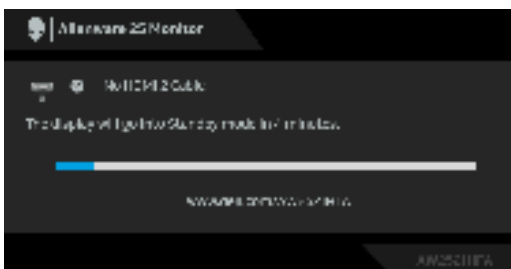 Alienware 25 Monitor
No HDMI 2 Cable
The display will go into Standby mode in 4 minutes.